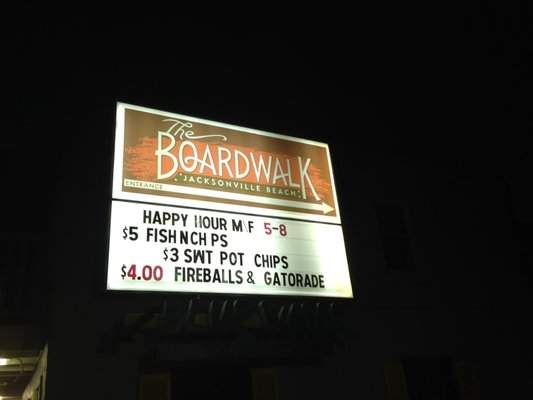 The
BOARDWALK
JACKSONVILLE BEACH
ENTRANCE
HAPPY HOUR M\F 5-8
$5 FISH N CH PS
$3 SWT POT CHIPS
$4.00 FIREBALLS & GATORADE